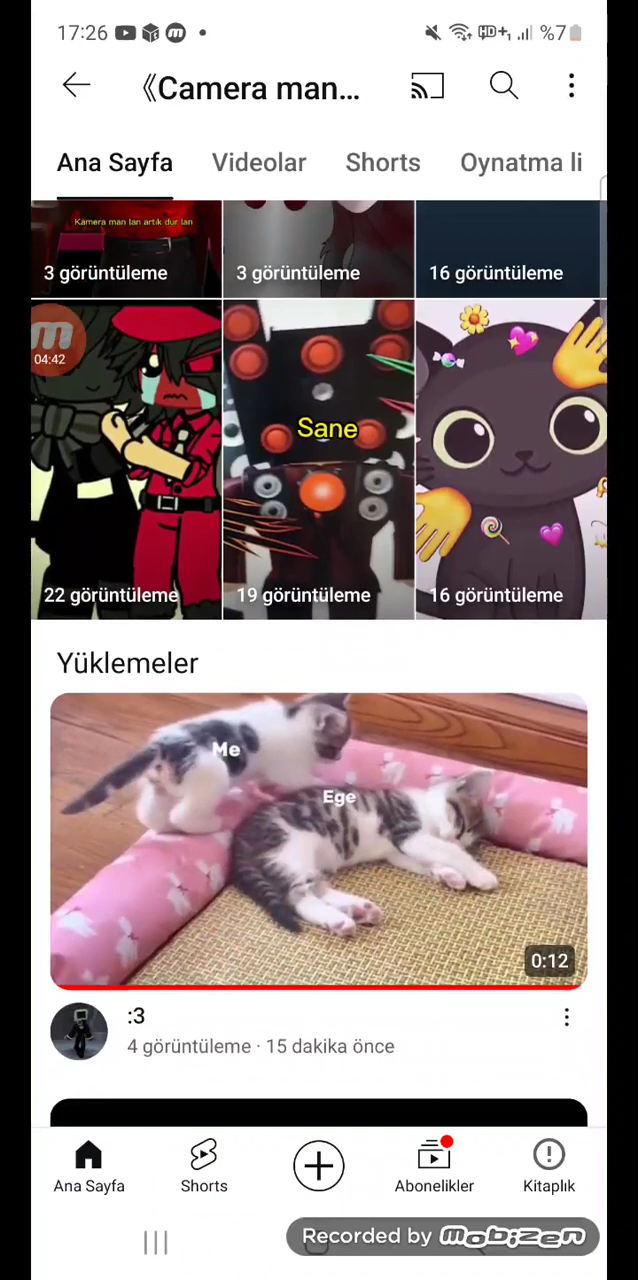 17:26
HD+
%7
《Camera man...
Ana Sayfa
Videolar
Shorts
Oynatma li
Kamera man lan artık dur lan
3 görüntüleme
3 görüntüleme
16 görüntüleme
04:42
Sane
22 görüntüleme
19 görüntüleme
16 görüntüleme
Yüklemeler
Me
Ege
0:12
:3
4 görüntüleme · 15 dakika önce
Ana Sayfa
Shorts
Abonelikler
Kitaplık
Recorded by mobizen